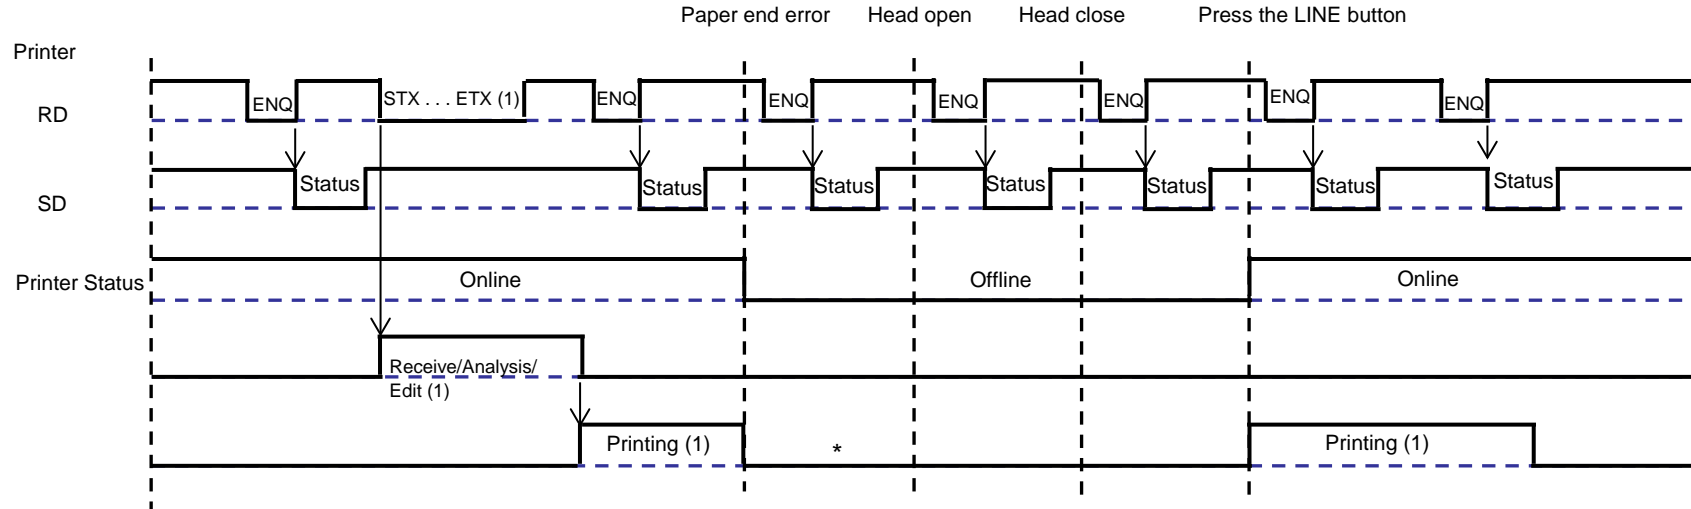 Paper end error Head open Head close Press the LINE button
Printer
RD ENQ STX . . . ETX (1) ENQ ENQ ENQ ENQ ENQ ENQ
SD Status Status Status Status Status Status Status
Printer Status Online Offline Online
Receive/Analysis/
Edit (1)
Printing (1) * Printing (1)